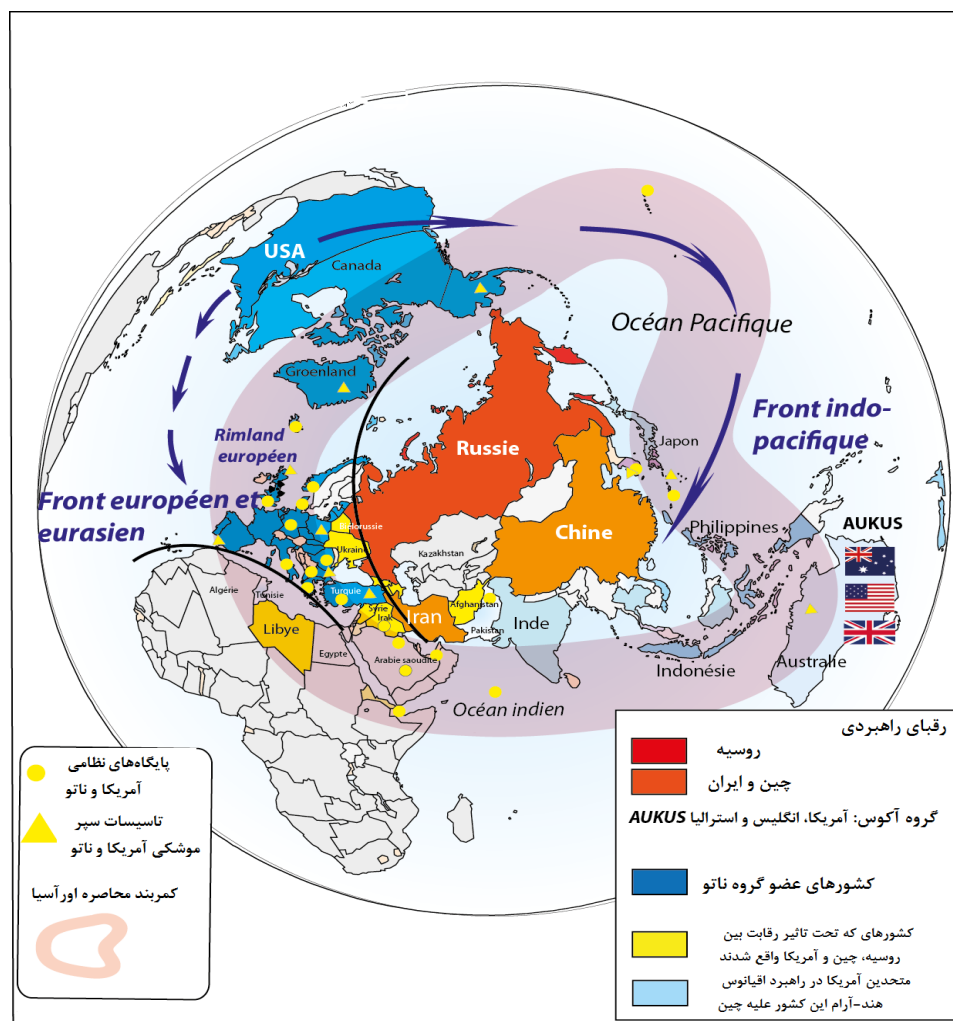 USA
Canada
Groenland
Océan Pacifique
Rimland
européen
Front indo-
pacifique
Japon
Russie
Front européen et
eurasien
Chine
Philippines
AUKUS
Biélorussie
Ukraine
Kazakhstan
Algérie
Tunisie
Turquie
Syrie
Irak
Iran
Afghanistan
Pakistan
Inde
Libye
Egypte
Arabie saoudite
Indonésie
Australie
Océan indien
پایگاه‌های نظامی
آمریکا و ناتو
تاسیسات سپر
موشکی آمریکا و ناتو
کمربند محاصره اورآسیا
رقبای راهبردی
روسیه
چین و ایران
گروه آکوس: آمریکا، انگلیس و استرالیا AUKUS
کشورهای عضو گروه ناتو
کشورهای که تحت تاثیر رقابت بین
روسیه، چین و آمریکا واقع شدند
متحدین آمریکا در راهبرد اقیانوس
هند-آرام این کشور علیه چین